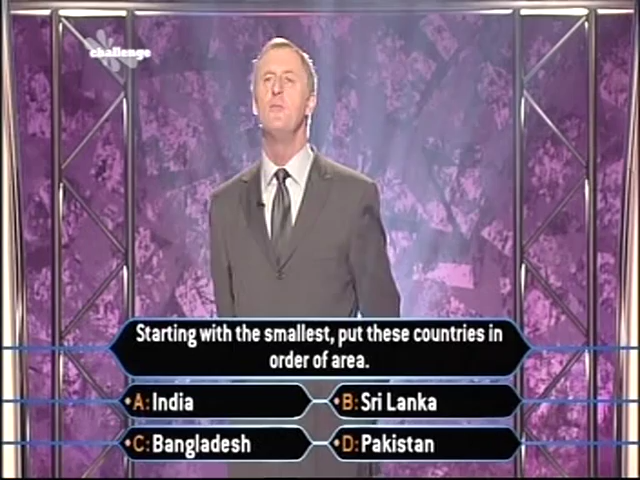 challenge
Starting with the smallest, put these countries in
order of area.
A: India
B: Sri Lanka
C: Bangladesh
D: Pakistan